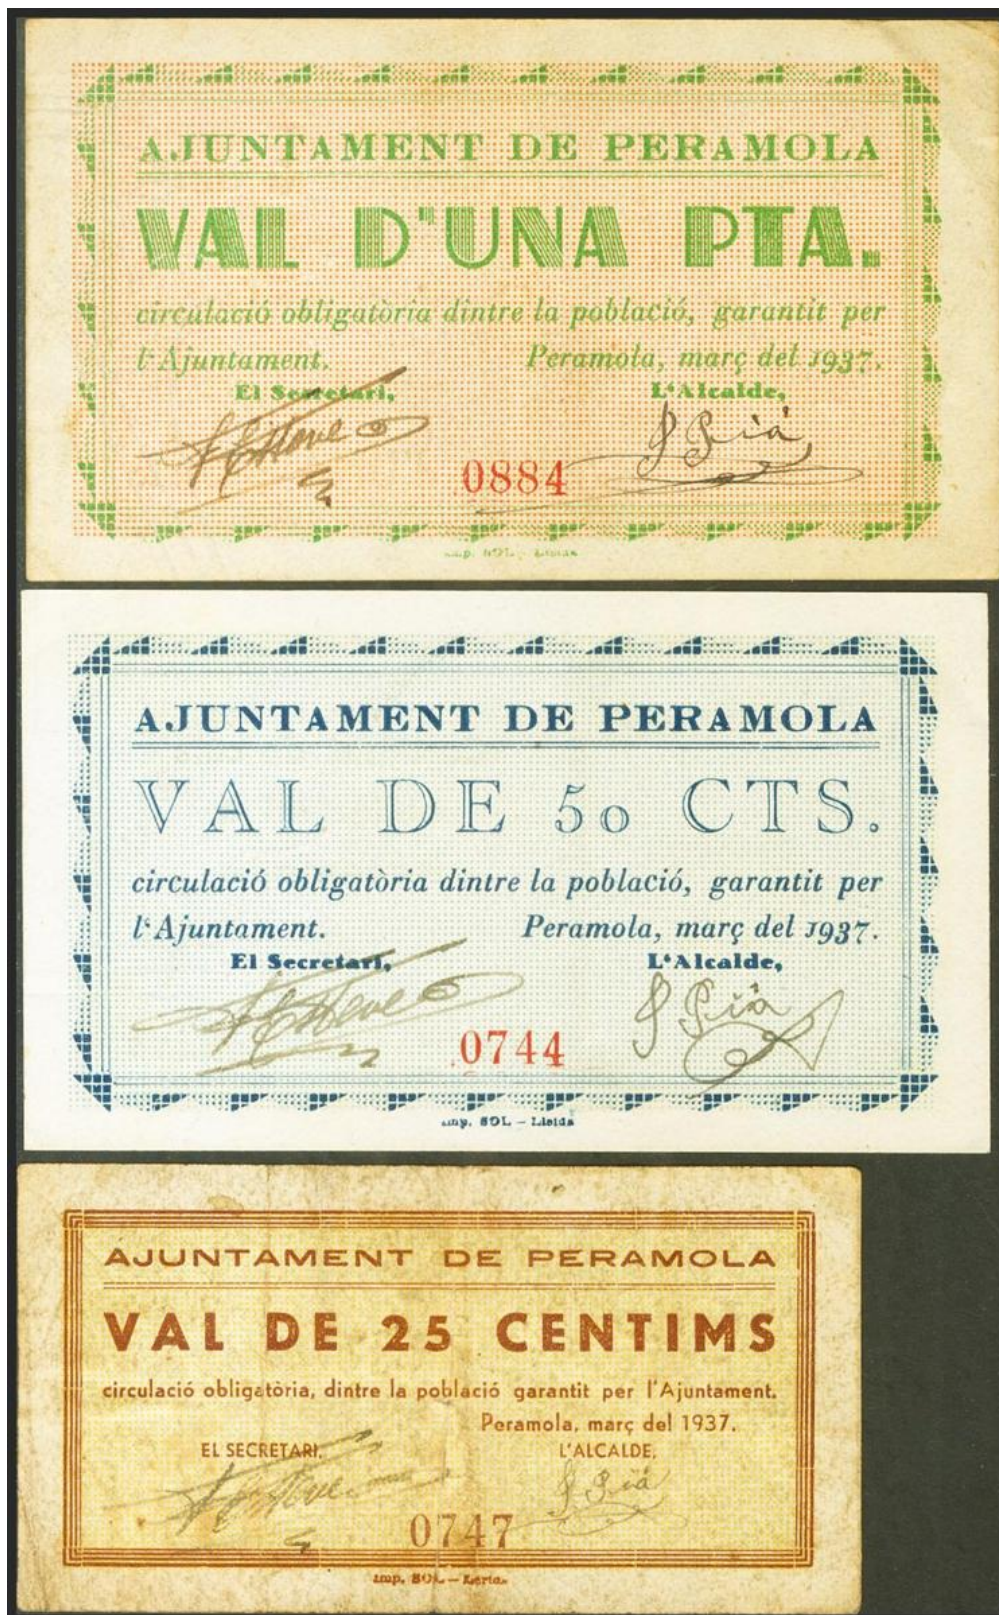 AJUNTAMENT DE PERAMOLA
VAL D'UNA PTA.
circulació obligatòria dintre la població, garantit per
l'Ajuntament. Peramola, març del 1937.
El Secretari, L'Alcalde,
0884
Imp. SOL - Lleida
AJUNTAMENT DE PERAMOLA
VAL DE 50 CTS.
circulació obligatòria dintre la població, garantit per
l'Ajuntament. Peramola, març del 1937.
El Secretari, L'Alcalde,
0744
Imp. SOL - Lleida
AJUNTAMENT DE PERAMOLA
VAL DE 25 CENTIMS
circulació obligatòria, dintre la població garantit per l'Ajuntament.
Peramola, març del 1937.
EL SECRETARI, L'ALCALDE,
0747
Imp. SOL -